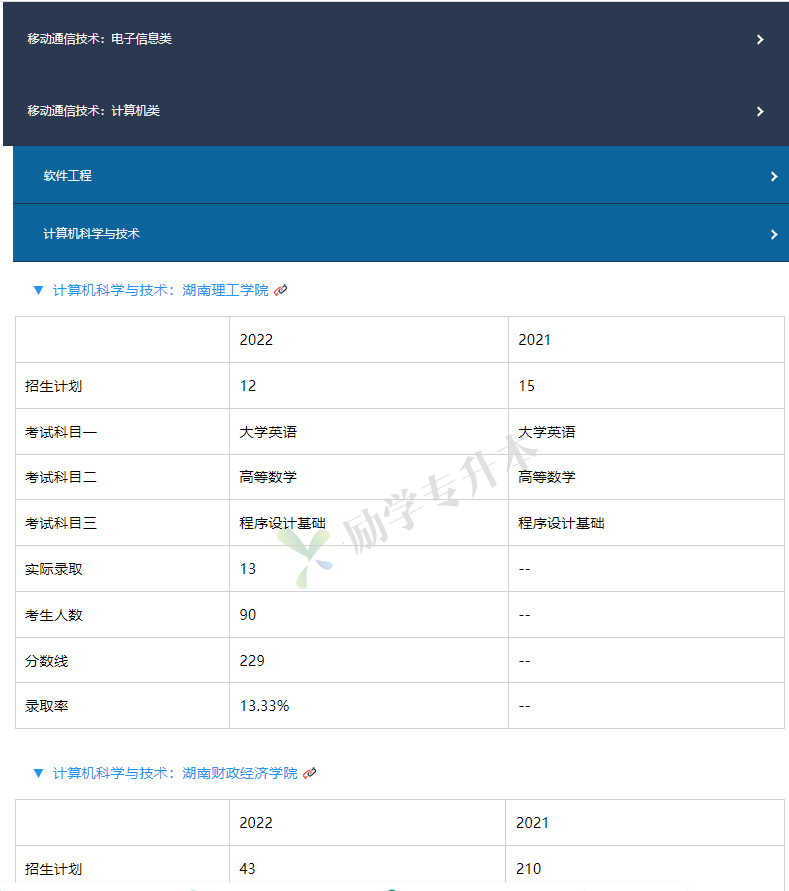 移动通信技术：电子信息类
移动通信技术：计算机类
软件工程
计算机科学与技术
▼ 计算机科学与技术：湖南理工学院
2022 2021
招生计划 12 15
考试科目一 大学英语 大学英语
考试科目二 高等数学 高等数学
考试科目三 程序设计基础 程序设计基础
实际录取 13 --
考生人数 90 --
分数线 229 --
录取率 13.33% --
励学专升本
▼ 计算机科学与技术：湖南财政经济学院
2022 2021
招生计划 43 210